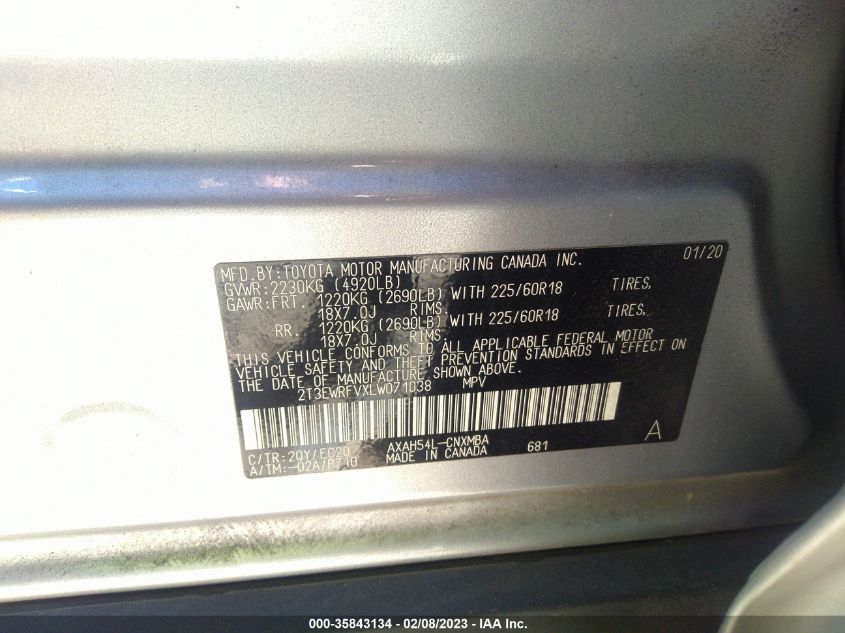 MFD.BY:TOYOTA MOTOR MANUFACTURING CANADA INC. 01/20
GVWR:2230KG (4920LB)
GAWR:FRT. 1220KG (2690LB) WITH 225/60R18 TIRES,
18X7.0J RIMS.
RR. 1220KG (2690LB) WITH 225/60R18 TIRES,
18X7.0J RIMS.
THIS VEHICLE CONFORMS TO ALL APPLICABLE FEDERAL MOTOR
VEHICLE SAFETY AND THEFT PREVENTION STANDARDS IN EFFECT ON
THE DATE OF MANUFACTURE SHOWN ABOVE.
2T3EWRFVXLW071038 MPV
C/TR:2QY/FC20 AXAH54L-CNXMBA 681 A
A/TM:-02A/P710 MADE IN CANADA
000-35843134 - 02/08/2023 - IAA Inc.